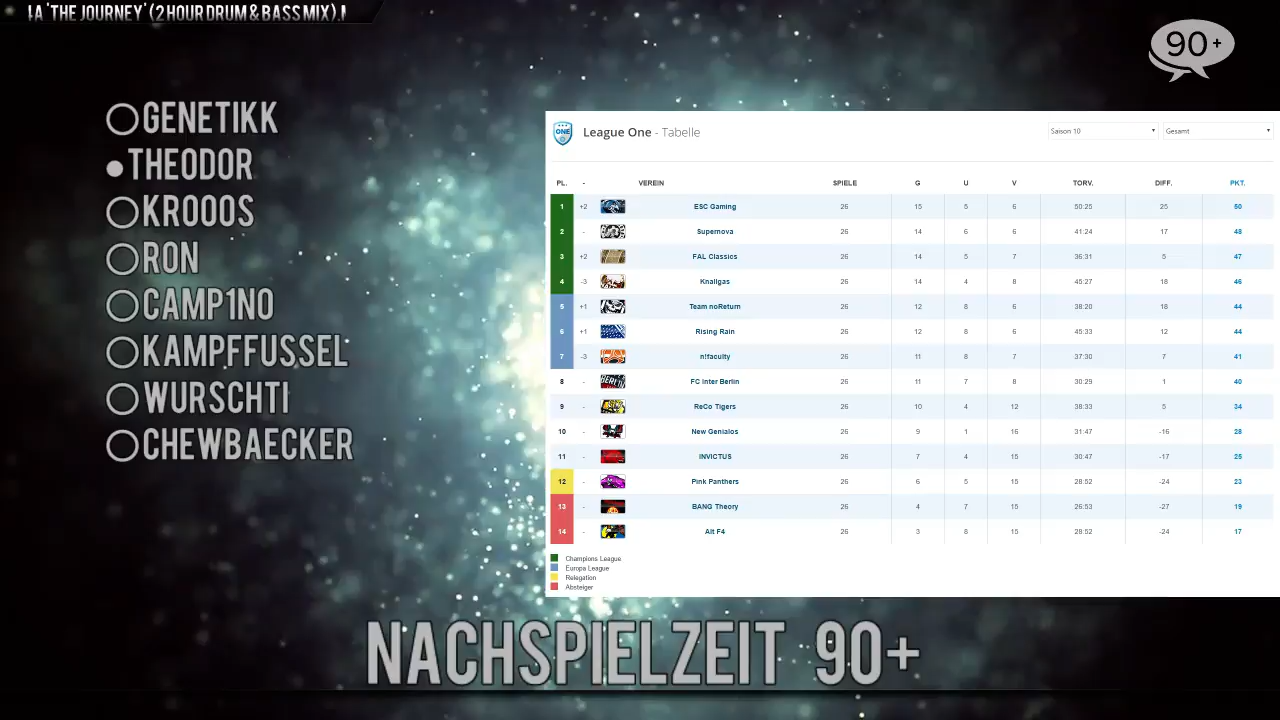 LA 'THE JOURNEY' (2 HOUR DRUM & BASS MIX).
90+
GENETIKK
THEODOR
KROOOS
RON
CAMP1NO
KAMPFFUSSEL
WURSCHTI
CHEWBAECKER
ONE League One - Tabelle Saison 10 Gesamt
PL. - VEREIN SPIELE G U V TORV. DIFF. PKT.
1 +2 ESC Gaming 26 15 5 6 50:25 25 50
2 - Supernova 26 14 6 6 41:24 17 48
3 +2 FAL Classics 26 14 5 7 36:31 5 47
4 -3 Knallgas 26 14 4 8 45:27 18 46
5 +1 Team noReturn 26 12 8 6 38:20 18 44
6 +1 Rising Rain 26 12 8 6 45:33 12 44
7 -3 n!faculty 26 11 8 7 37:30 7 41
8 - FC Inter Berlin 26 11 7 8 30:29 1 40
9 - ReCo Tigers 26 10 4 12 38:33 5 34
10 - New Genialos 26 9 1 16 31:47 -16 28
11 - INVICTUS 26 7 4 15 30:47 -17 25
12 - Pink Panthers 26 6 5 15 28:52 -24 23
13 - BANG Theory 26 4 7 15 26:53 -27 19
14 - Alt F4 26 3 8 15 28:52 -24 17
Champions League
Europa League
Relegation
Absteiger
NACHSPIELZEIT 90+